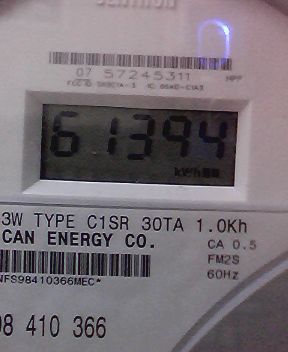 CENTRON
07 57245311
61394
kWh
3W TYPE C1SR 30TA 1.0Kh
CAN ENERGY CO.
CA 0.5
FM2S
60Hz
NFS98410366MEC*
98 410 366